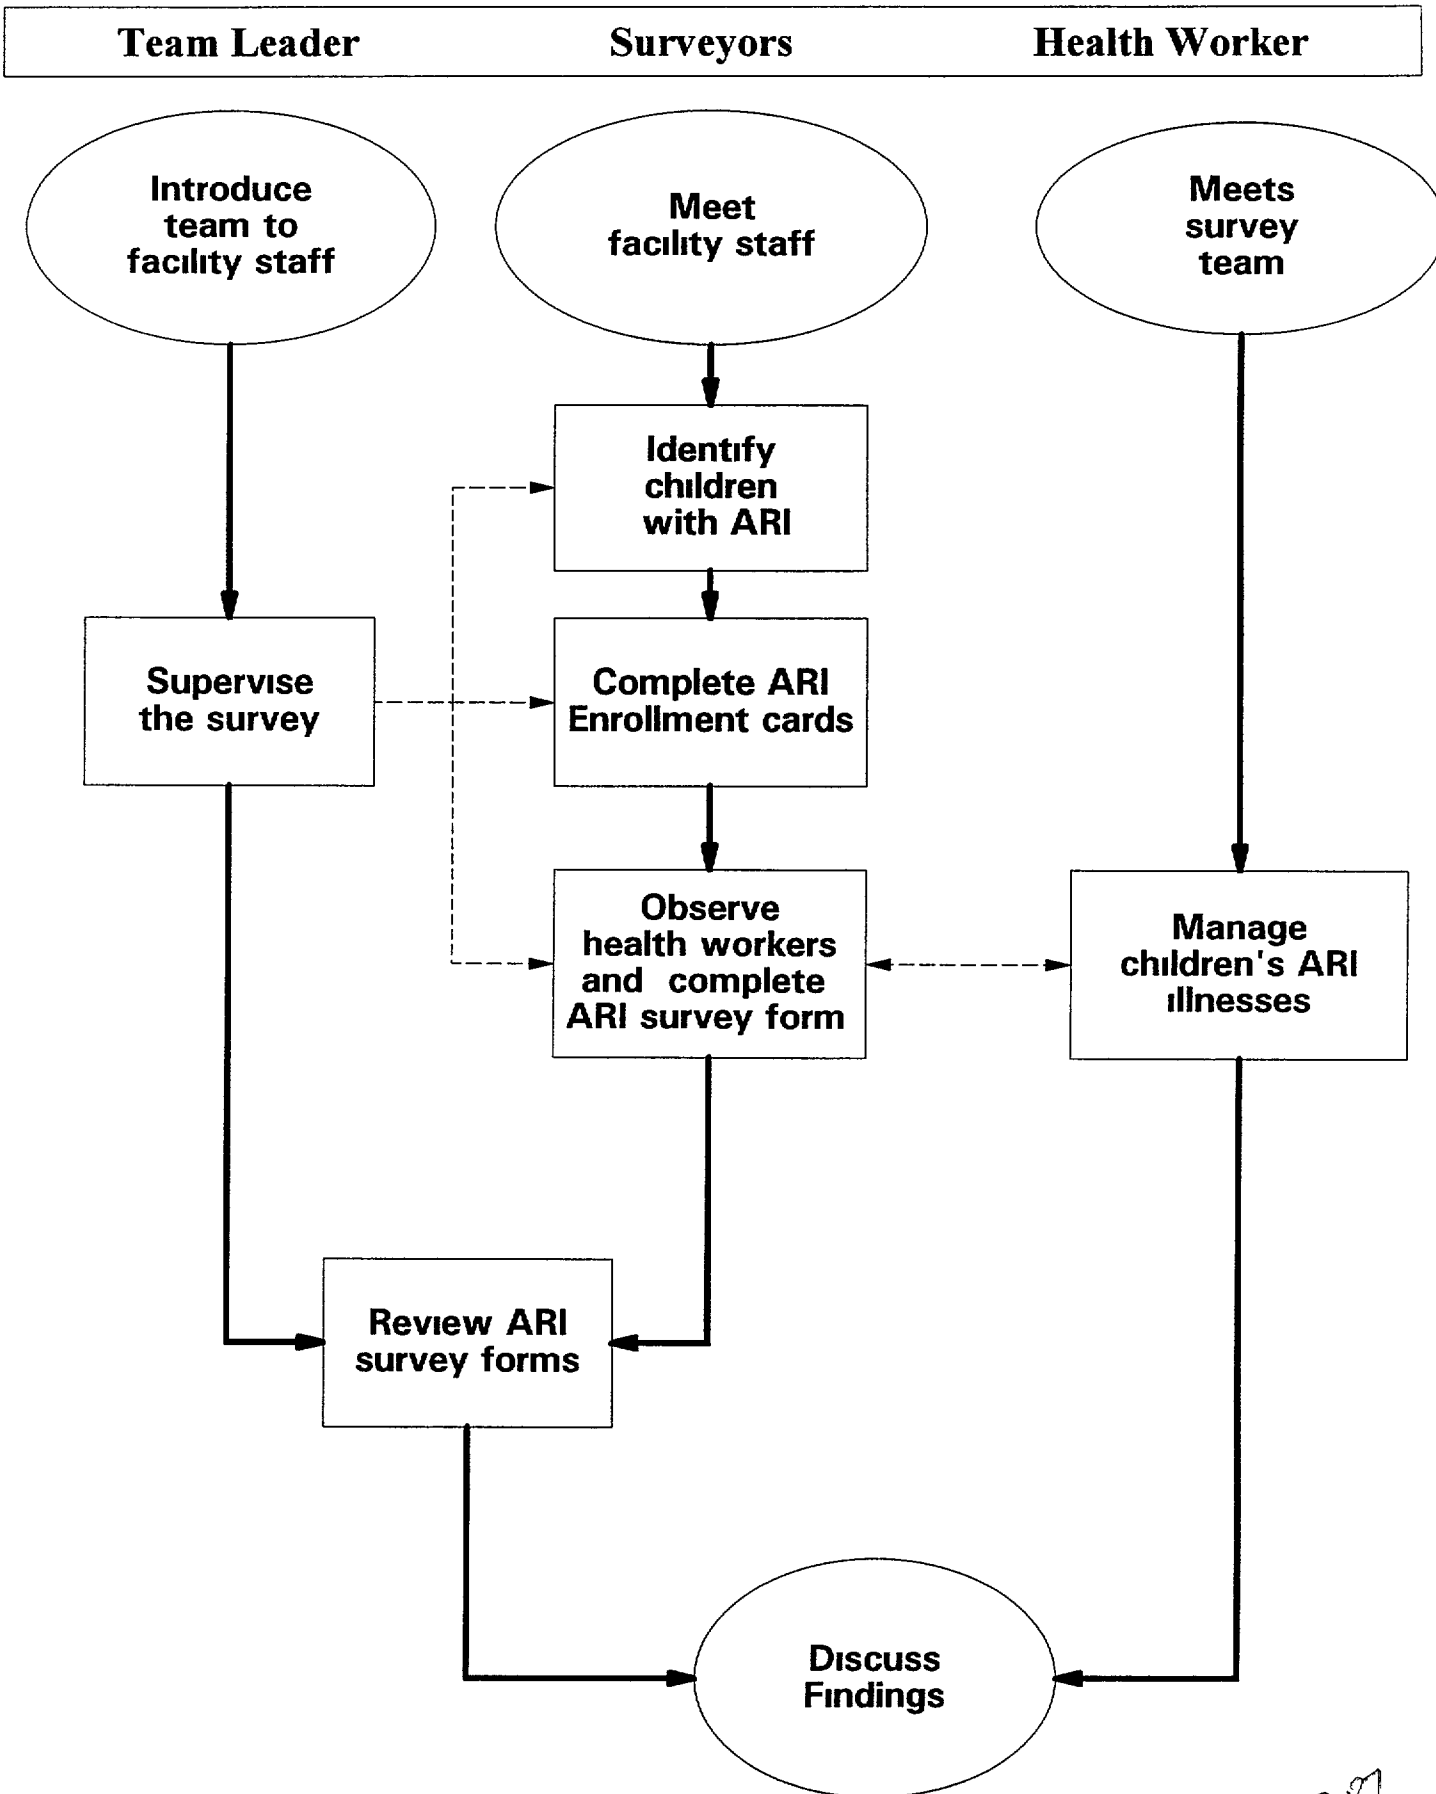 Team Leader Surveyors Health Worker
Introduce
team to
facility staff
Meet
facility staff
Meets
survey
team
Identify
children
with ARI
Supervise
the survey
Complete ARI
Enrollment cards
Observe
health workers
and complete
ARI survey form
Manage
children's ARI
illnesses
Review ARI
survey forms
Discuss
Findings